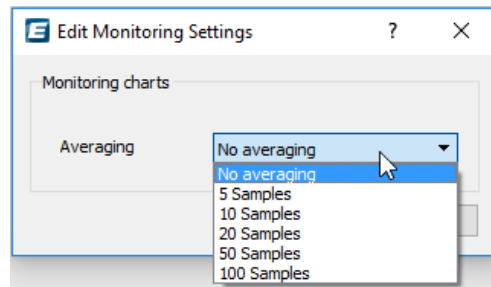 Edit Monitoring Settings ? ×
Monitoring charts
Averaging No averaging
No averaging
5 Samples
10 Samples
20 Samples
50 Samples
100 Samples